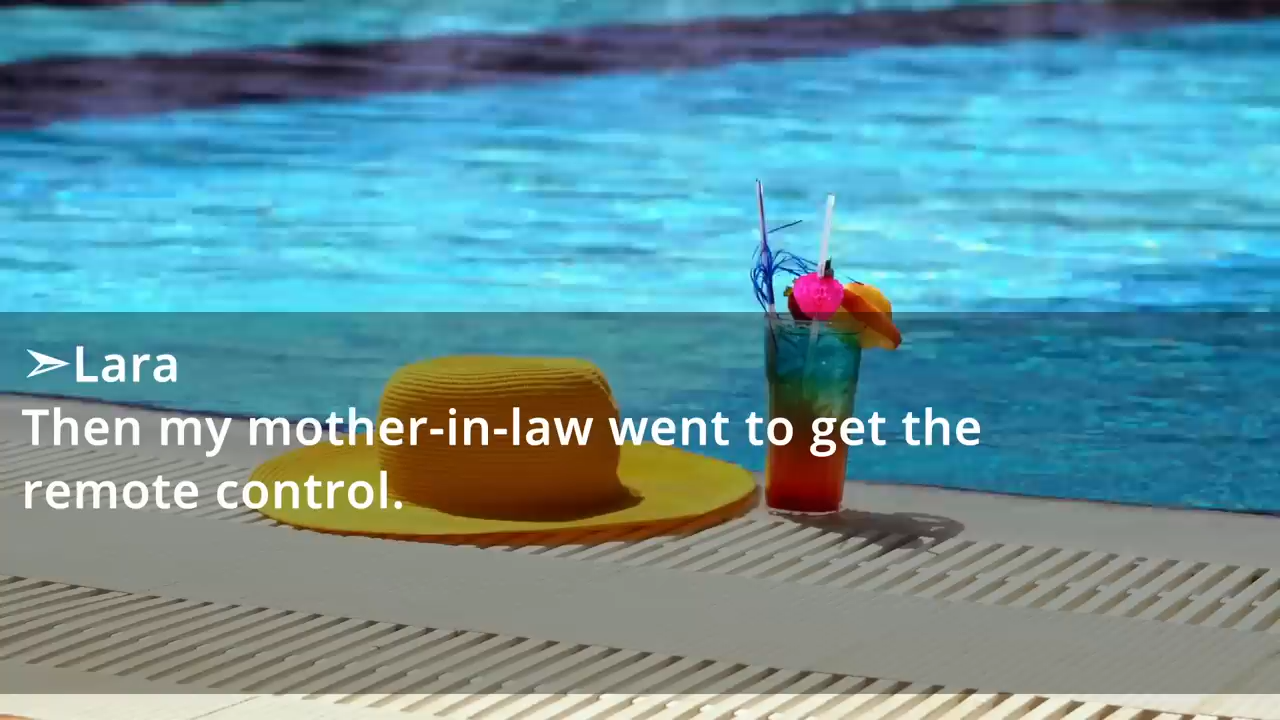 ➢Lara
Then my mother-in-law went to get the
remote control.